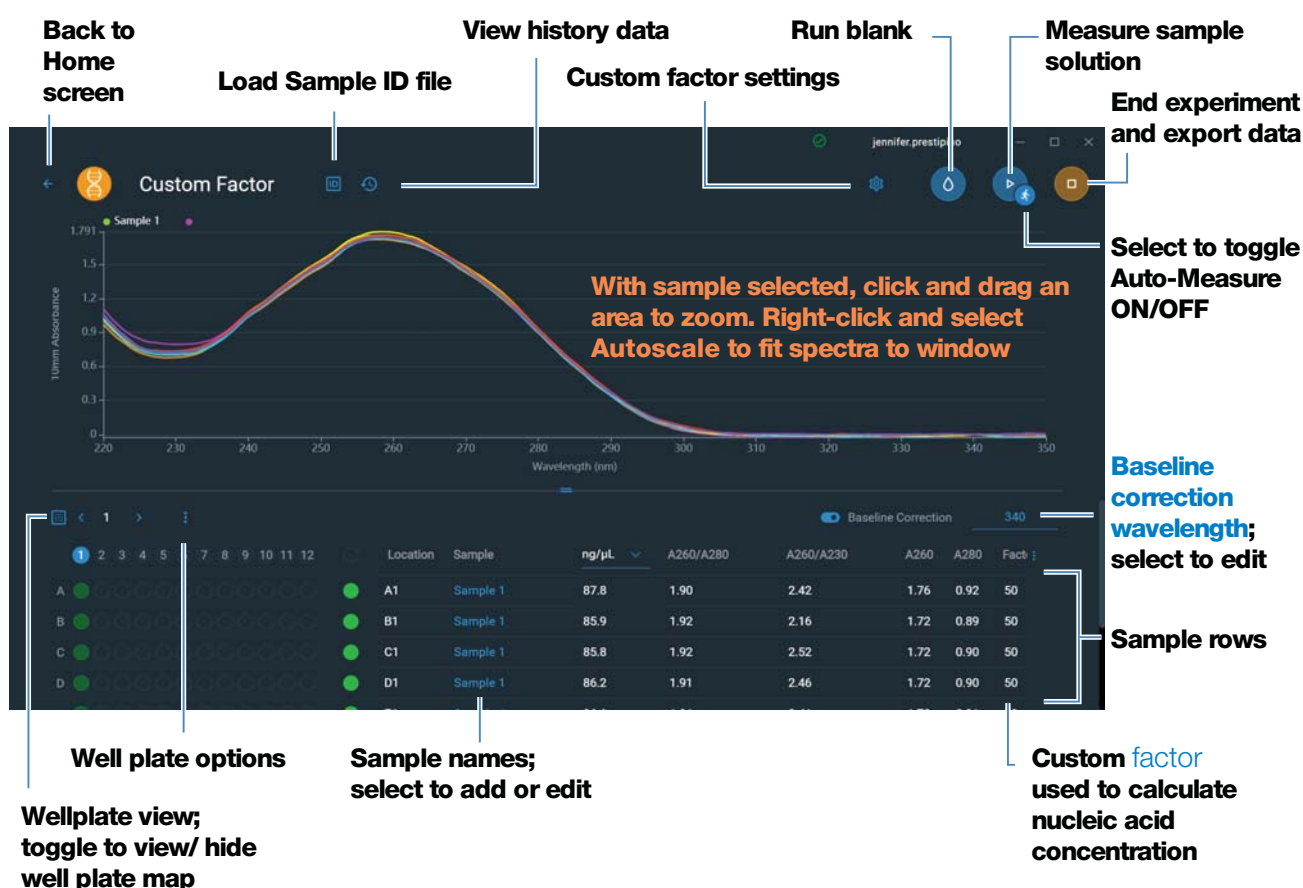 Back to
Home
screen
Load Sample ID file
View history data
Custom factor settings
Run blank
Measure sample
solution
End experiment
and export data
jennifer.prestipino
Custom Factor
ID
Sample 1
Select to toggle
Auto-Measure
ON/OFF
With sample selected, click and drag an
area to zoom. Right-click and select
Autoscale to fit spectra to window
10mm Absorbance
1.791
1.5
1.2
0.9
0.6
0.3
0
220 230 240 250 260 270 280 290 300 310 320 330 340 350
Wavelength (nm)
Baseline
correction
wavelength;
select to edit
1
Baseline Correction 340
1 2 3 4 5 6 7 8 9 10 11 12 Location Sample ng/µL A260/A280 A260/A230 A260 A280 Facto
A A1 Sample 1 87.8 1.90 2.42 1.76 0.92 50
B B1 Sample 1 85.9 1.92 2.16 1.72 0.89 50
C C1 Sample 1 85.8 1.92 2.52 1.72 0.90 50
D D1 Sample 1 86.2 1.91 2.46 1.72 0.90 50
Sample rows
Well plate options
Sample names;
select to add or edit
Custom factor
used to calculate
nucleic acid
concentration
Wellplate view;
toggle to view/ hide
well plate map